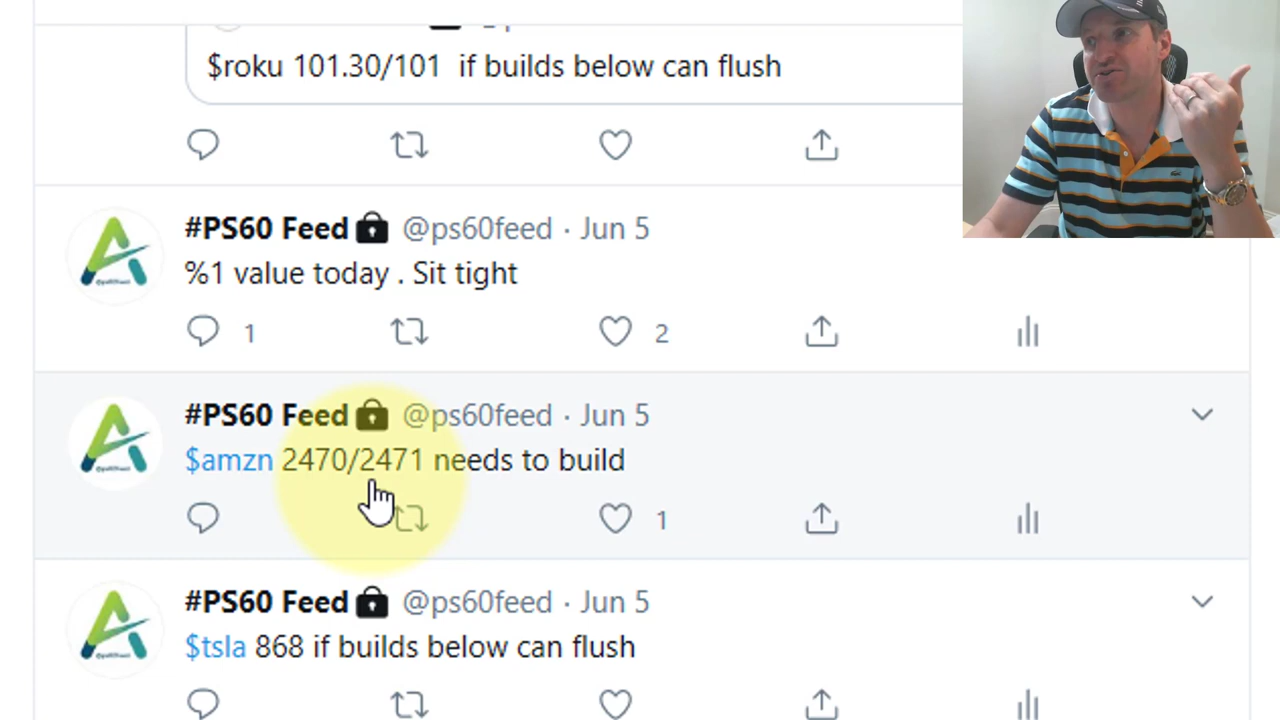 $roku 101.30/101 if builds below can flush
#PS60 Feed @ps60feed · Jun 5
%1 value today . Sit tight
1
2
#PS60 Feed @ps60feed · Jun 5
$amzn 2470/2471 needs to build
1
#PS60 Feed @ps60feed · Jun 5
$tsla 868 if builds below can flush